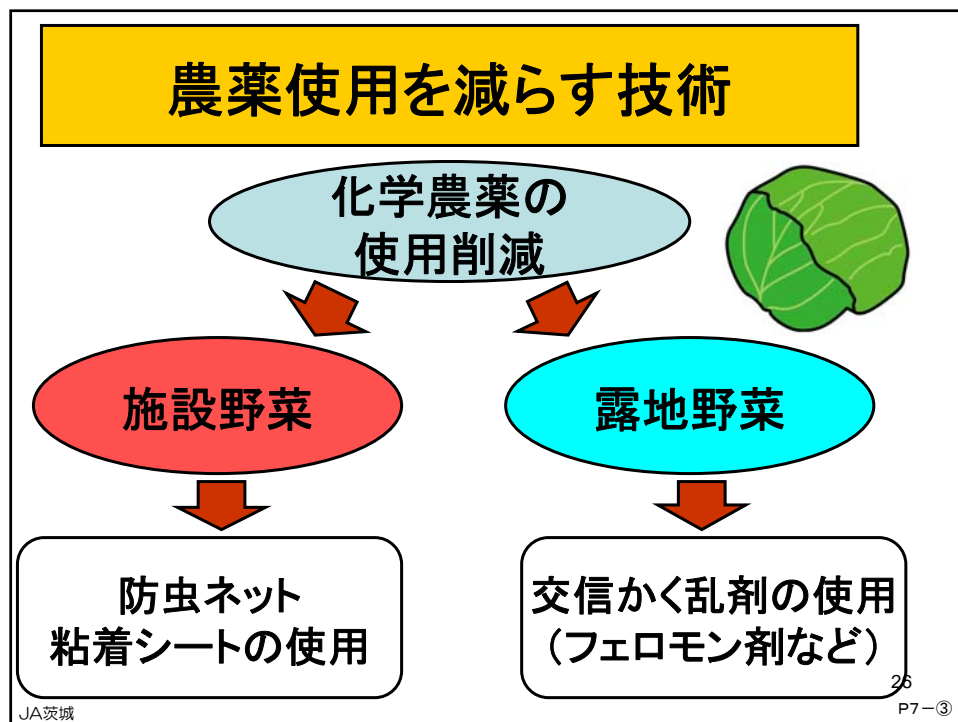 農薬使用を減らす技術
化学農薬の
使用削減
施設野菜
露地野菜
防虫ネット
粘着シートの使用
交信かく乱剤の使用
(フェロモン剤など)
26
JA茨城
P7-③